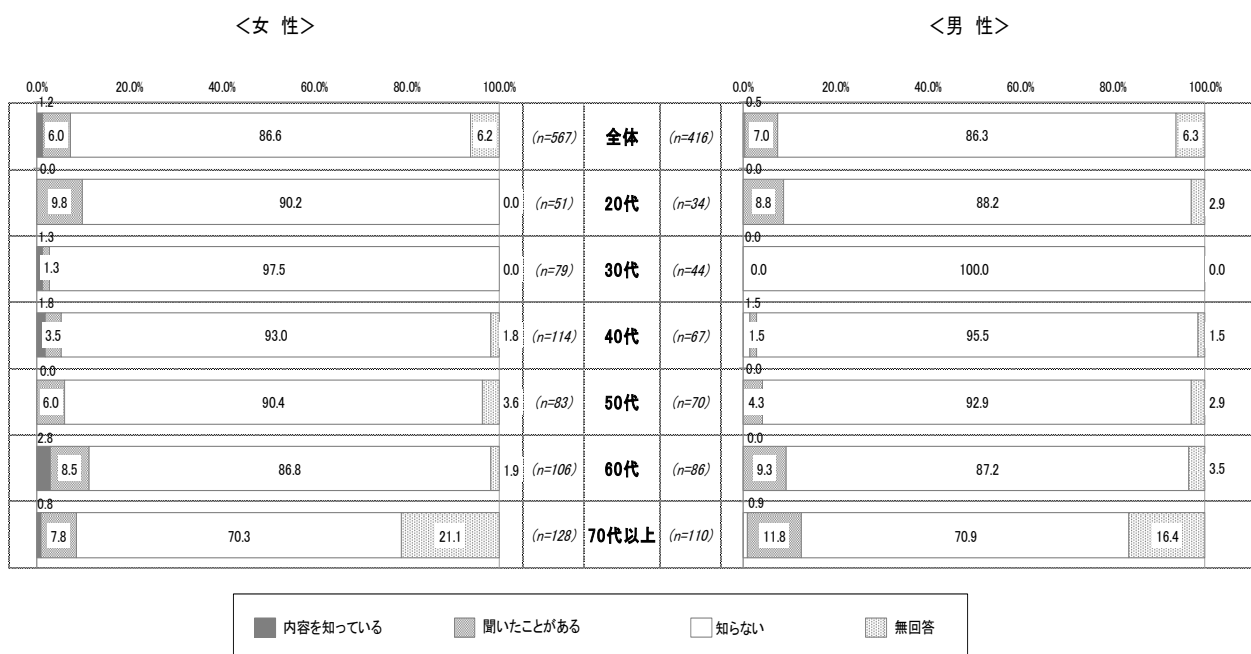 ＜女 性＞ ＜男 性＞
0.0% 20.0% 40.0% 60.0% 80.0% 100.0% 0.0% 20.0% 40.0% 60.0% 80.0% 100.0%
1.2 0.5
6.0 86.6 6.2 (n=567) 全体 (n=416) 7.0 86.3 6.3
0.0 0.0
9.8 90.2 0.0 (n=51) 20代 (n=34) 8.8 88.2 2.9
1.3 0.0
1.3 97.5 0.0 (n=79) 30代 (n=44) 0.0 100.0 0.0
1.8 1.5
3.5 93.0 1.8 (n=114) 40代 (n=67) 1.5 95.5 1.5
0.0 0.0
6.0 90.4 3.6 (n=83) 50代 (n=70) 4.3 92.9 2.9
2.8 0.0
8.5 86.8 1.9 (n=106) 60代 (n=86) 9.3 87.2 3.5
0.8 0.9
7.8 70.3 21.1 (n=128) 70代以上 (n=110) 11.8 70.9 16.4
内容を知っている 聞いたことがある 知らない 無回答